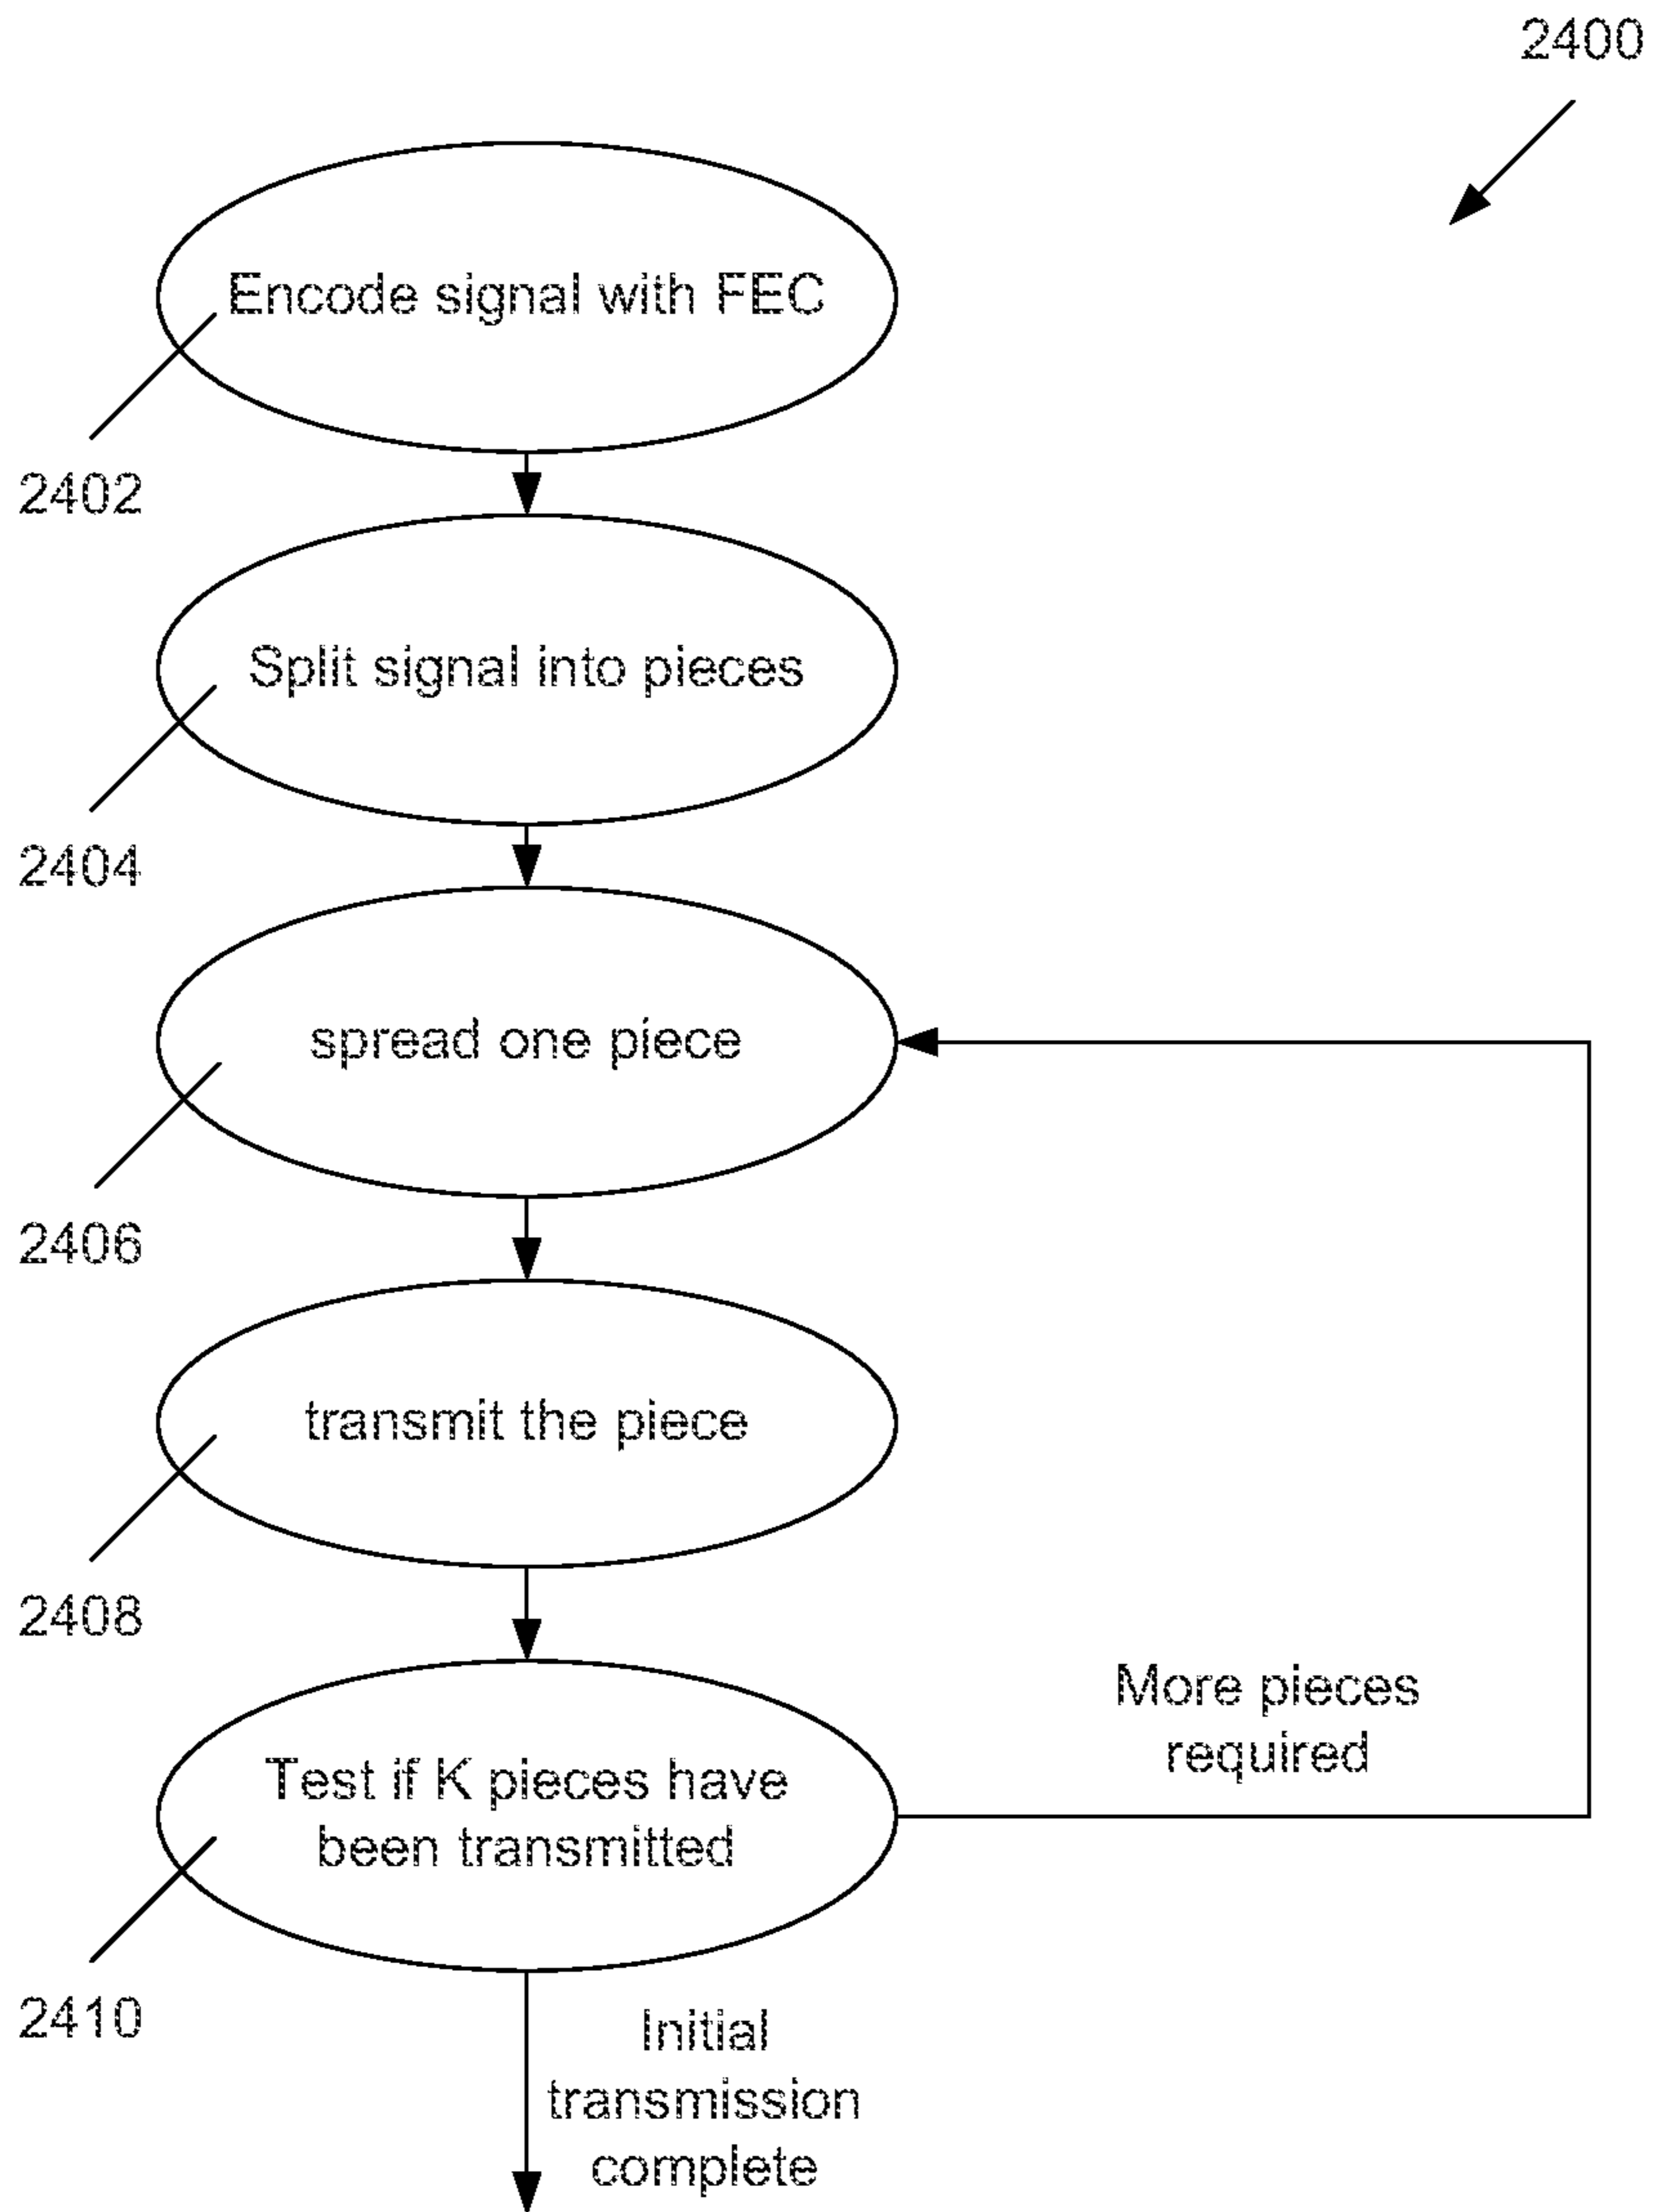 2400
Encode signal with FEC
2402
Split signal into pieces
2404
spread one piece
2406
transmit the piece
2408
More pieces
required
Test if K pieces have
been transmitted
2410
Initial
transmission
complete